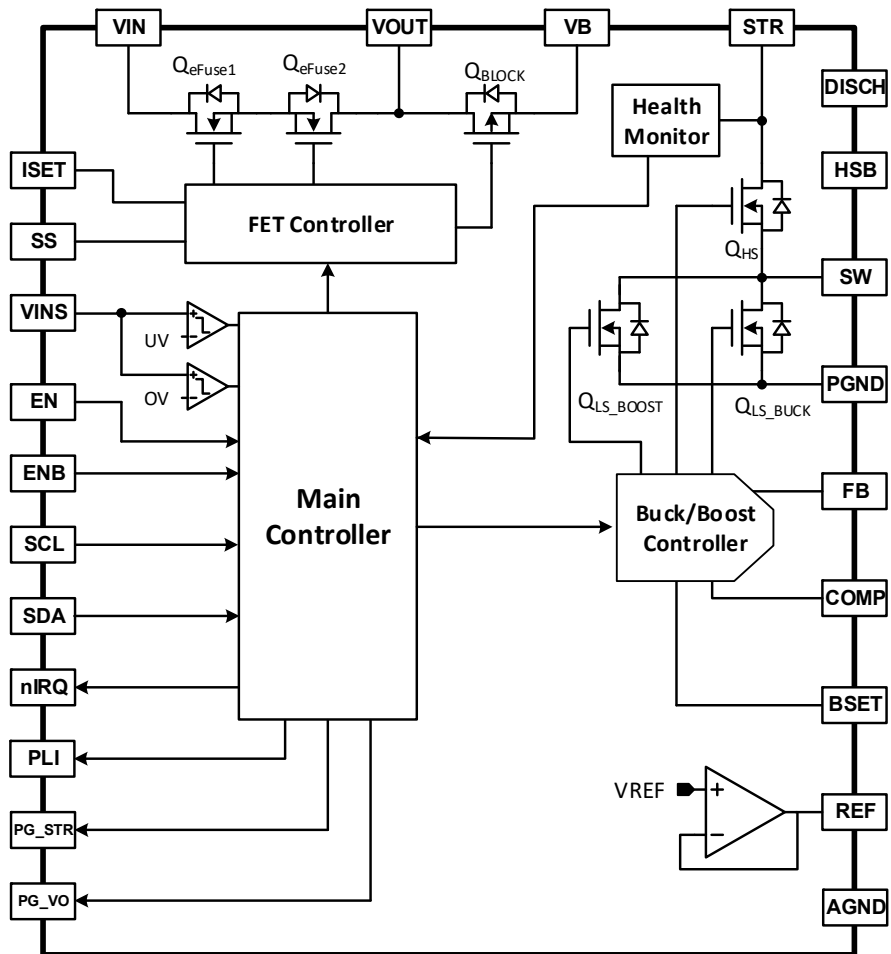 VIN
VOUT
VB
STR
QeFuse1
QeFuse2
QBLOCK
DISCH
Health
Monitor
ISET
HSB
FET Controller
QHS
SS
SW
VINS
UV
EN
OV
PGND
QLS_BOOST
QLS_BUCK
ENB
FB
Main
Controller
Buck/Boost
Controller
SCL
COMP
SDA
nIRQ
BSET
PLI
VREF
+
−
REF
PG_STR
PG_VO
AGND